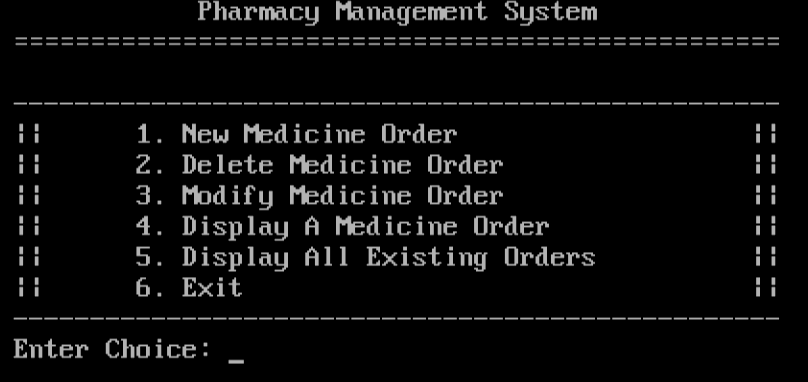 Pharmacy Management System
==================================================
--------------------------------------------------
|| 1. New Medicine Order ||
|| 2. Delete Medicine Order ||
|| 3. Modify Medicine Order ||
|| 4. Display A Medicine Order ||
|| 5. Display All Existing Orders ||
|| 6. Exit ||
--------------------------------------------------
Enter Choice: _